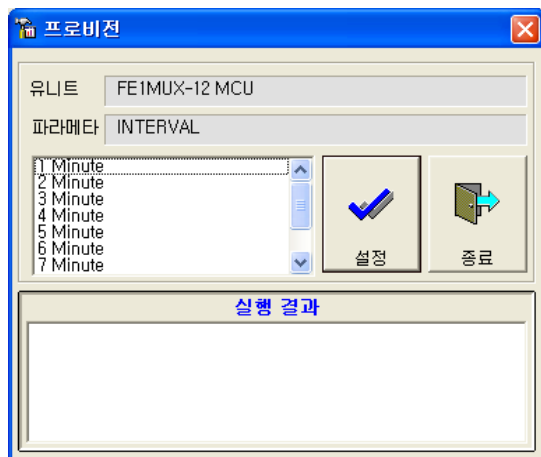 프로비전
유니트 FE1MUX-12 MCU
파라메타 INTERVAL
1 Minute
2 Minute
3 Minute
4 Minute
5 Minute
6 Minute
7 Minute
설정
종료
실행 결과